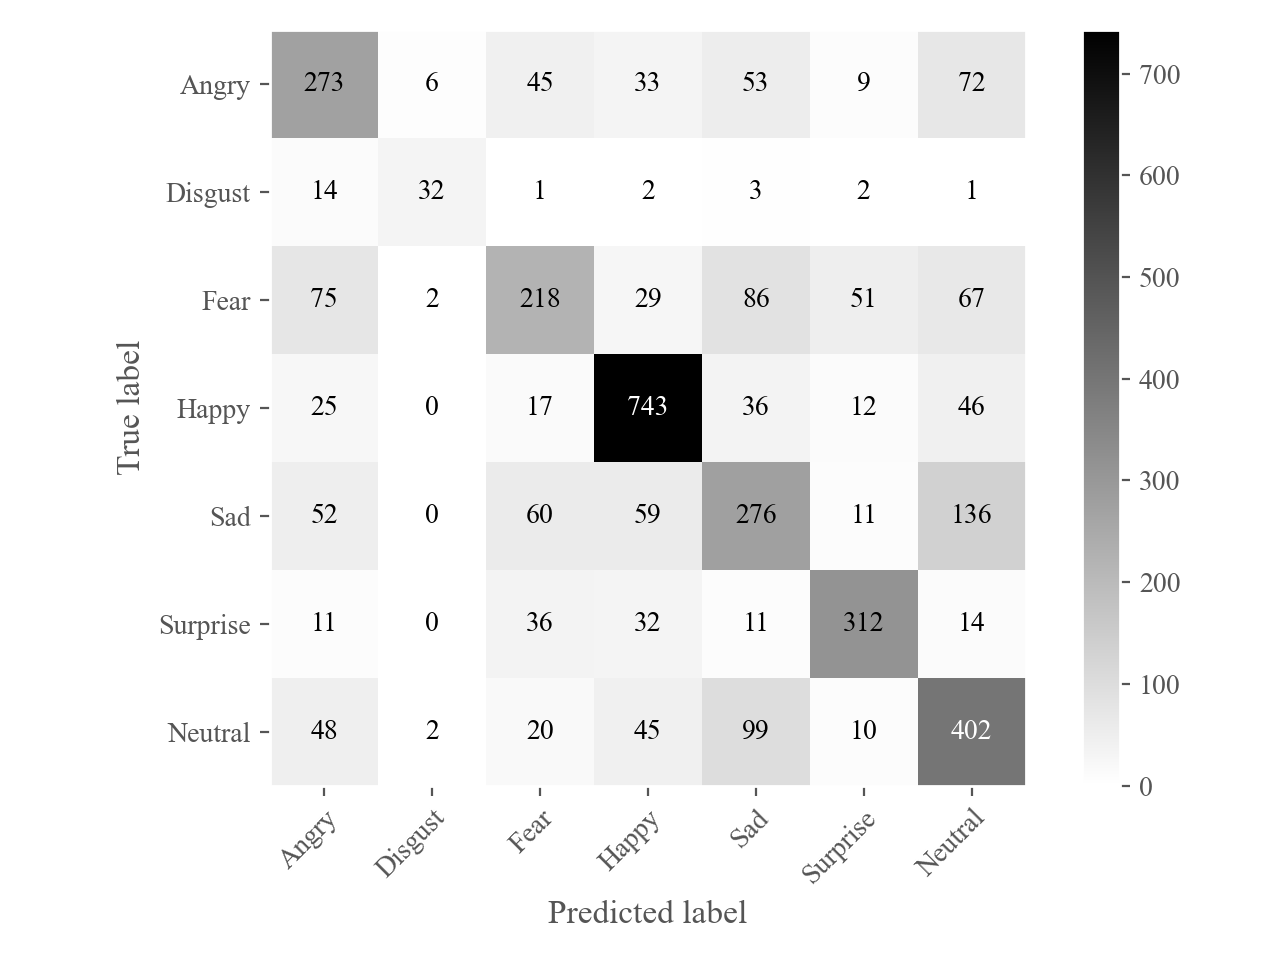 Angry 273 6 45 33 53 9 72
Disgust 14 32 1 2 3 2 1
Fear 75 2 218 29 86 51 67
Happy 25 0 17 743 36 12 46
Sad 52 0 60 59 276 11 136
Surprise 11 0 36 32 11 312 14
Neutral 48 2 20 45 99 10 402
Angry Disgust Fear Happy Sad Surprise Neutral
Predicted label
True label
700
600
500
400
300
200
100
0